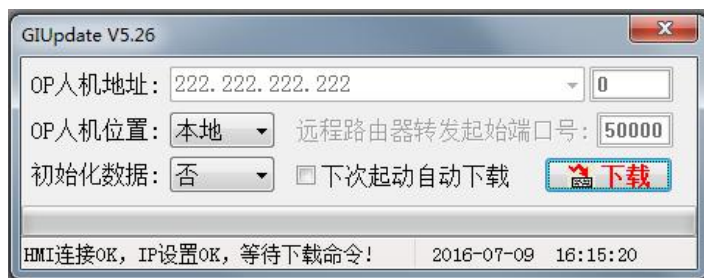 GIUpdate V5.26
OP人机地址: 222.222.222.222 0
OP人机位置: 本地 远程路由器转发起始端口号: 50000
初始化数据: 否 下次起动自动下载 下载
HMI连接OK，IP设置OK，等待下载命令! 2016-07-09 16:15:20